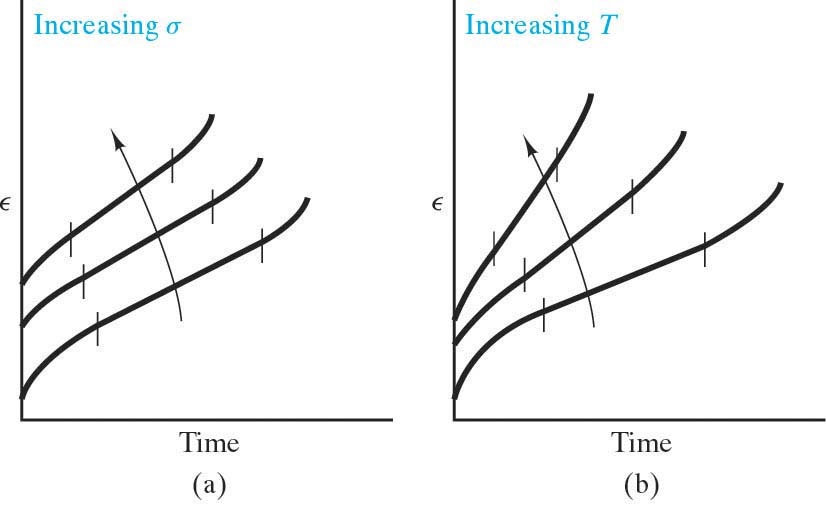 Increasing σ
ϵ
Time
(a)
Increasing T
ϵ
Time
(b)